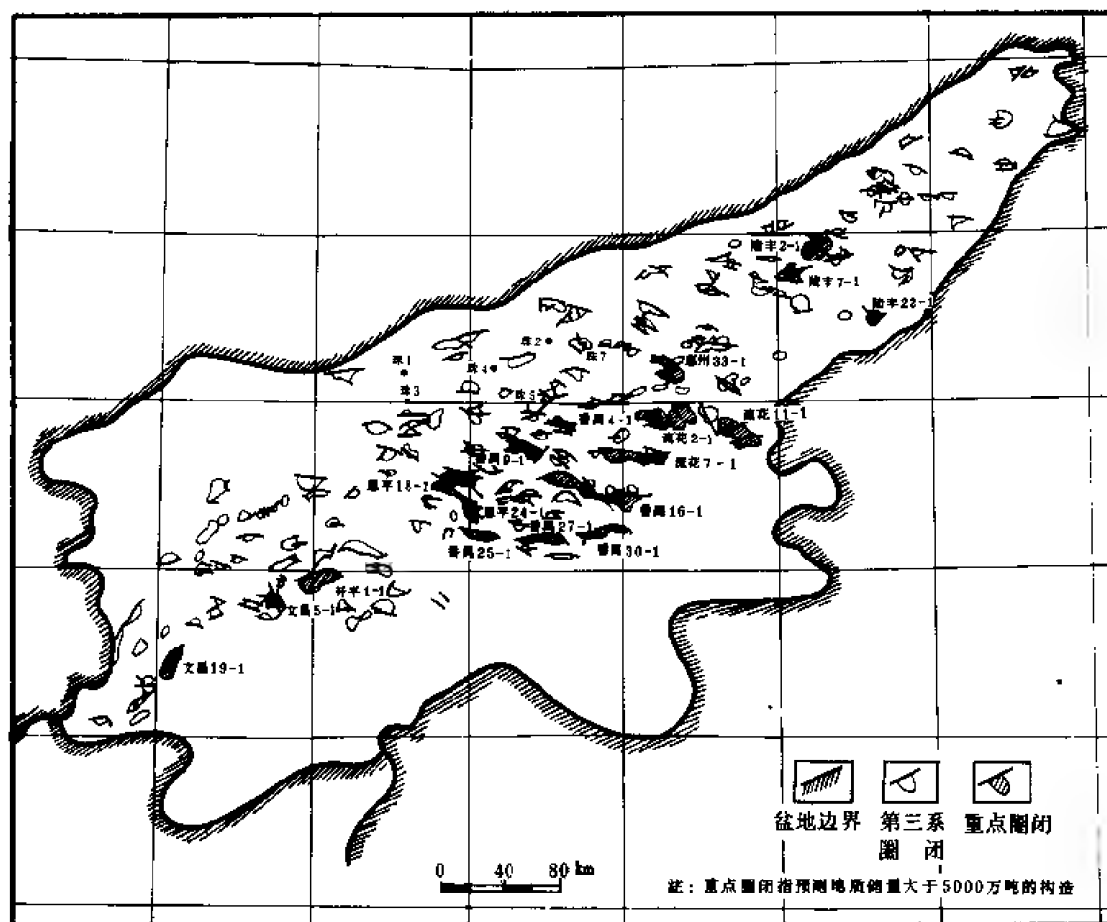 陆丰2-1
陆丰7-1
陆丰22-1
珠2
珠7
珠1
珠4
惠州33-1
珠3
珠5
番禺4-1
流花11-1
流花2-1
番禺9-1
流花7-1
恩平18-1
恩平24-1
番禺16-1
番禺27-1
番禺25-1
番禺30-1
开平1-1
文昌5-1
文昌19-1
盆地边界
第三系
圈闭
重点圈闭
0 40 80 km
注：重点圈闭指预测地质储量大于5000万吨的构造